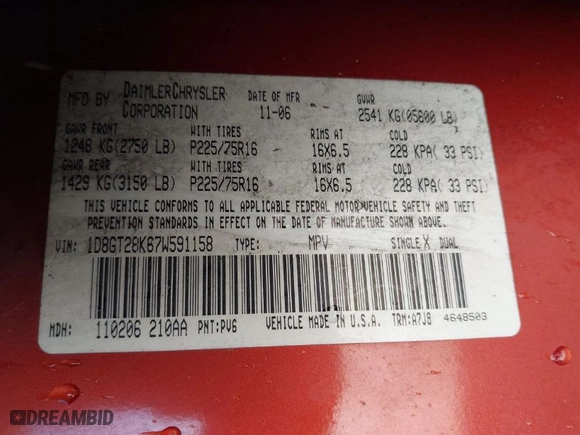 MFD BY DAIMLERCHRYSLER CORPORATION DATE OF MFR 11-06 GVWR 2541 KG(05600 LB)
GAWR FRONT WITH TIRES RIMS AT COLD
1248 KG(2750 LB) P225/75R16 16X6.5 228 KPA( 33 PSI)
GAWR REAR WITH TIRES RIMS AT COLD
1429 KG(3150 LB) P225/75R16 16X6.5 228 KPA( 33 PSI)
THIS VEHICLE CONFORMS TO ALL APPLICABLE FEDERAL MOTOR VEHICLE SAFETY AND THEFT
PREVENTION STANDARDS IN EFFECT ON THE DATE OF MANUFACTURE SHOWN ABOVE.
VIN: 1D8GT28K67W591158 TYPE: MPV SINGLE X DUAL
MDH: 110206 210AA PNT:PV6 VEHICLE MADE IN U.S.A. TRM:A7J8 4648503
DREAMBID